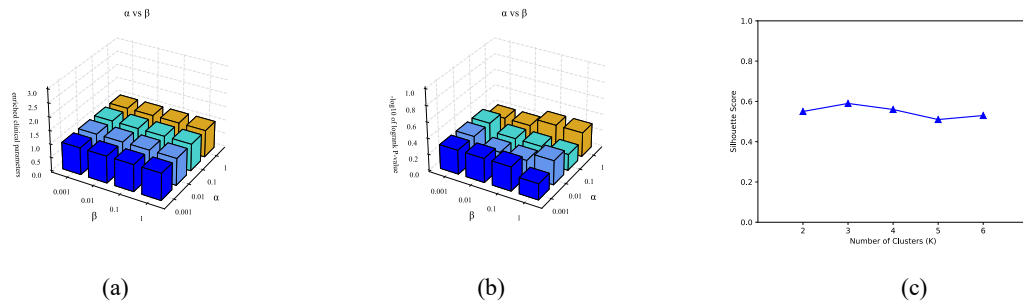 α vs β
enriched clinical parameters
3.0
2.5
2.0
1.5
1.0
0.5
0.0
0.001
0.01
0.1
1
β
0.001
0.01
0.1
1
α
(a)
α vs β
-log10 of logrank P-value
1.0
0.8
0.6
0.4
0.2
0.0
0.001
0.01
0.1
1
β
0.001
0.01
0.1
1
α
(b)
Silhouette Score
1.0
0.8
0.6
0.4
0.2
0.0
2 3 4 5 6
Number of Clusters (K)
(c)